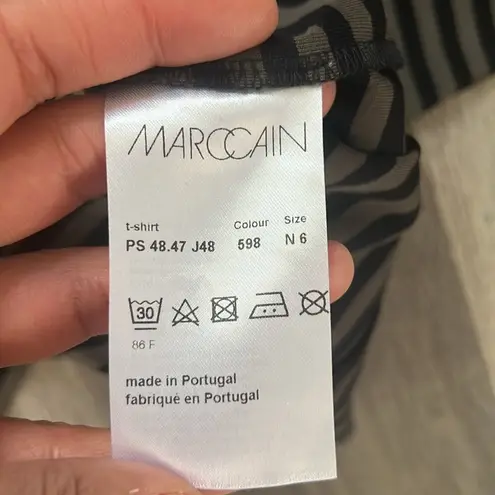 MARCCAIN
t-shirt Colour Size
PS 48.47 J48 598 N 6
30
86 F
made in Portugal
fabriqué en Portugal